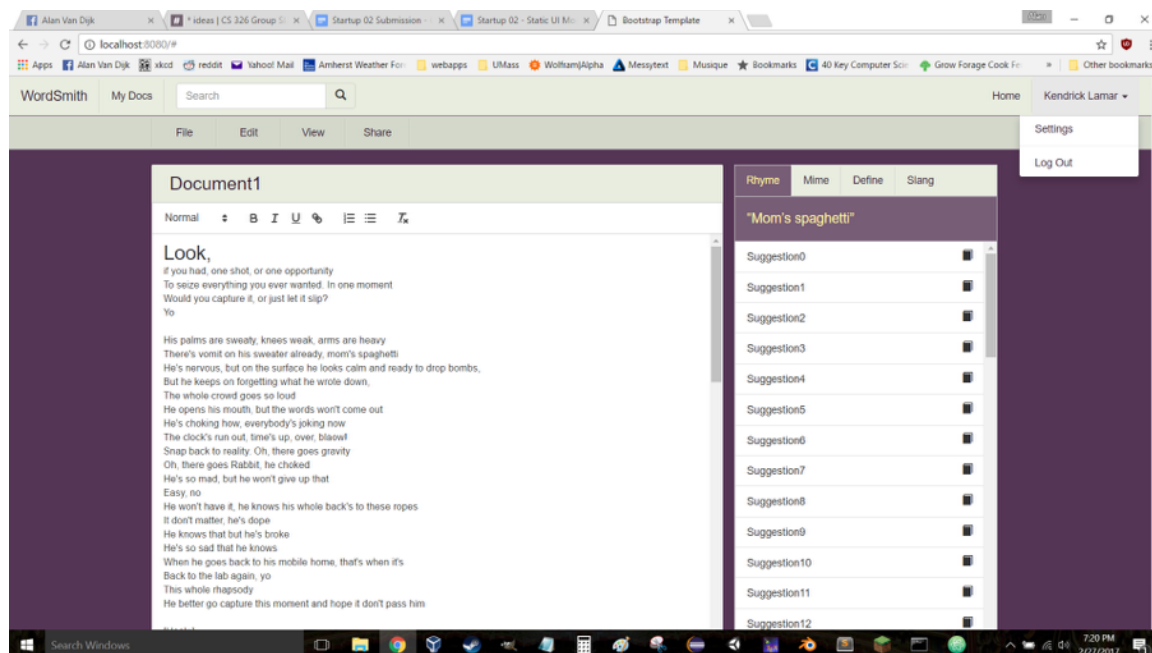 Alan Van Dijk
* ideas | CS 326 Group S
Startup 02 Submission -
Startup 02 - Static UI Mo
Bootstrap Template
localhost:8080/#
Apps Alan Van Dijk xkcd reddit Yahoo! Mail Amherst Weather For webapps UMass Wolfram|Alpha Messytext Musique Bookmarks 40 Key Computer Scie Grow Forage Cook Fe » Other bookmarks
WordSmith My Docs Search Home Kendrick Lamar
File Edit View Share
Settings
Log Out
Document1
Normal B I U
Look,
if you had, one shot, or one opportunity
To seize everything you ever wanted. In one moment
Would you capture it, or just let it slip?
Yo
His palms are sweaty, knees weak, arms are heavy
There's vomit on his sweater already, mom's spaghetti
He's nervous, but on the surface he looks calm and ready to drop bombs,
But he keeps on forgetting what he wrote down,
The whole crowd goes so loud
He opens his mouth, but the words won't come out
He's choking how, everybody's joking now
The clock's run out, time's up, over, blaow!
Snap back to reality. Oh, there goes gravity
Oh, there goes Rabbit, he choked
He's so mad, but he won't give up that
Easy, no
He won't have it, he knows his whole back's to these ropes
It don't matter, he's dope
He knows that but he's broke
He's so sad that he knows
When he goes back to his mobile home, that's when it's
Back to the lab again, yo
This whole rhapsody
He better go capture this moment and hope it don't pass him
Rhyme Mime Define Slang
"Mom's spaghetti"
Suggestion0
Suggestion1
Suggestion2
Suggestion3
Suggestion4
Suggestion5
Suggestion6
Suggestion7
Suggestion8
Suggestion9
Suggestion10
Suggestion11
Suggestion12
Search Windows
7:20 PM
2/27/2017